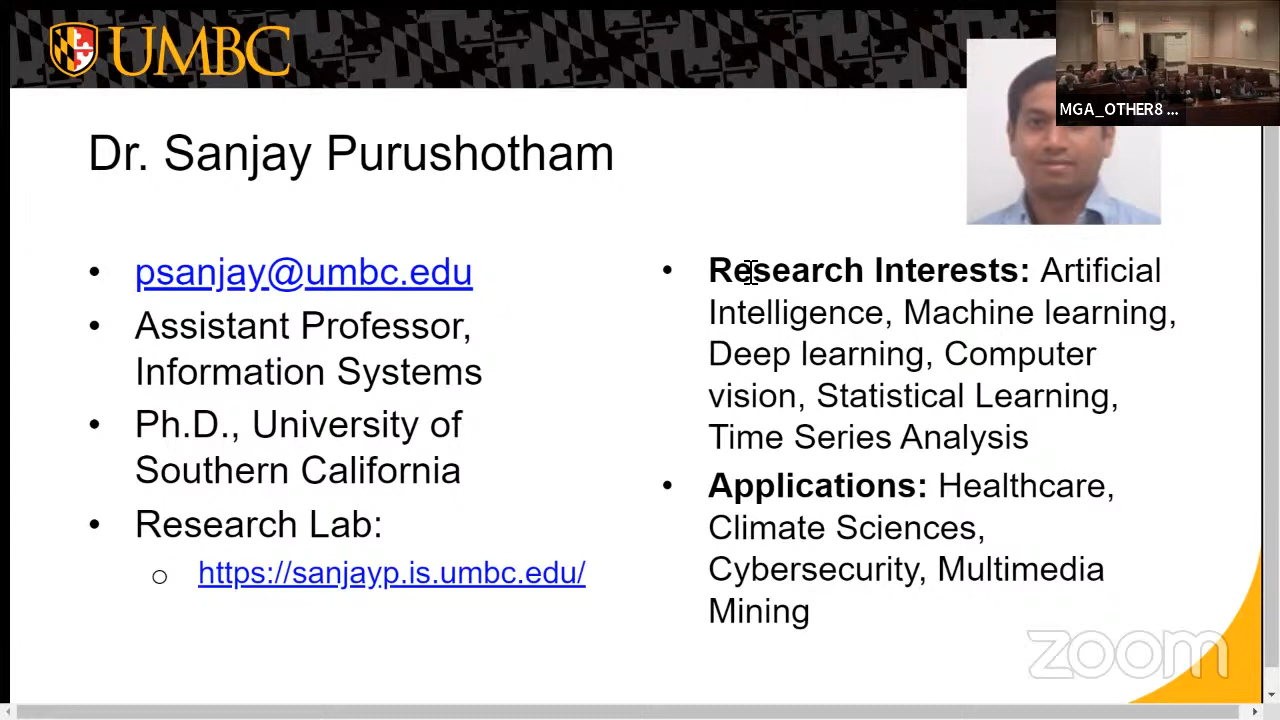 UMBC
MGA_OTHER8 ...
Dr. Sanjay Purushotham
psanjay@umbc.edu
Assistant Professor,
Information Systems
Ph.D., University of
Southern California
Research Lab:
https://sanjayp.is.umbc.edu/
Research Interests: Artificial
Intelligence, Machine learning,
Deep learning, Computer
vision, Statistical Learning,
Time Series Analysis
Applications: Healthcare,
Climate Sciences,
Cybersecurity, Multimedia
Mining
zoom